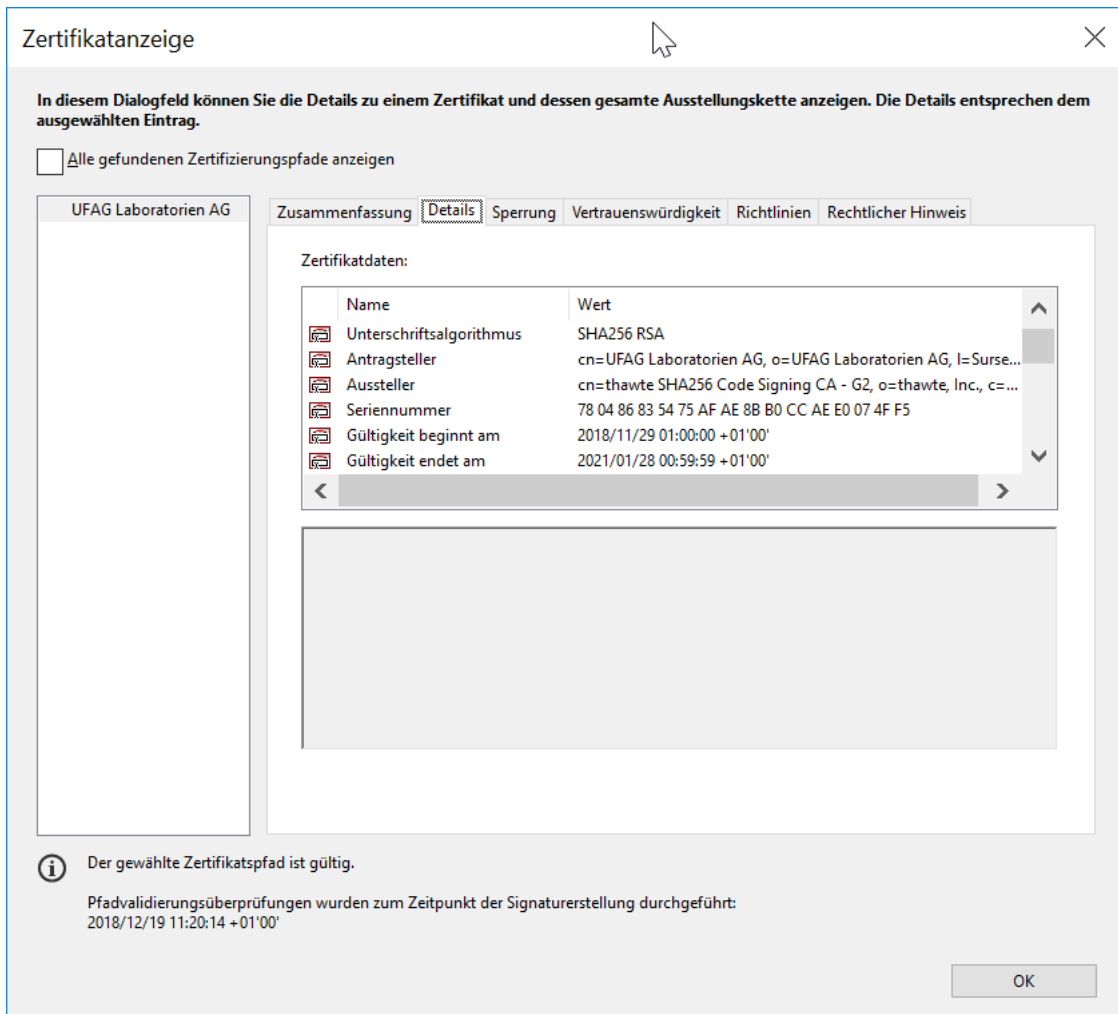 Zertifikatanzeige
In diesem Dialogfeld können Sie die Details zu einem Zertifikat und dessen gesamte Ausstellungskette anzeigen. Die Details entsprechen dem
ausgewählten Eintrag.
Alle gefundenen Zertifizierungspfade anzeigen
UFAG Laboratorien AG
Zusammenfassung Details Sperrung Vertrauenswürdigkeit Richtlinien Rechtlicher Hinweis
Zertifikatdaten:
Name Wert
Unterschriftsalgorithmus SHA256 RSA
Antragsteller cn=UFAG Laboratorien AG, o=UFAG Laboratorien AG, l=Surse...
Aussteller cn=thawte SHA256 Code Signing CA - G2, o=thawte, Inc., c=...
Seriennummer 78 04 86 83 54 75 AF AE 8B B0 CC AE E0 07 4F F5
Gültigkeit beginnt am 2018/11/29 01:00:00 +01'00'
Gültigkeit endet am 2021/01/28 00:59:59 +01'00'
Der gewählte Zertifikatspfad ist gültig.
Pfadvalidierungsüberprüfungen wurden zum Zeitpunkt der Signaturerstellung durchgeführt:
2018/12/19 11:20:14 +01'00'
OK